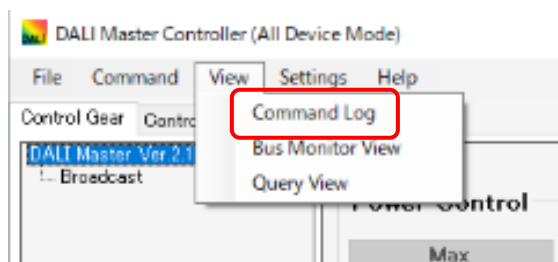 DALI Master Controller (All Device Mode)
File Command View Settings Help
Control Gear Contro
Command Log
DALI Master Ver.2.1
Bus Monitor View
Broadcast
Query View
Power Control
Max